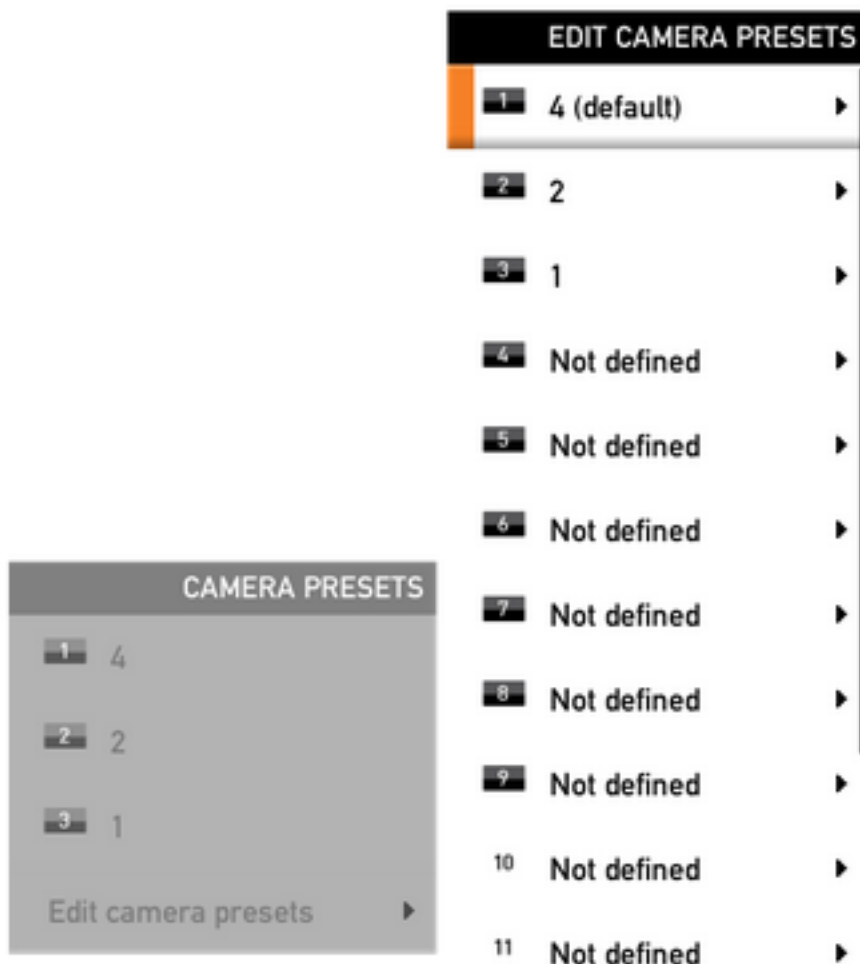 EDIT CAMERA PRESETS
1 4 (default)
2 2
3 1
4 Not defined
5 Not defined
6 Not defined
7 Not defined
8 Not defined
9 Not defined
10 Not defined
11 Not defined
CAMERA PRESETS
1 4
2 2
3 1
Edit camera presets